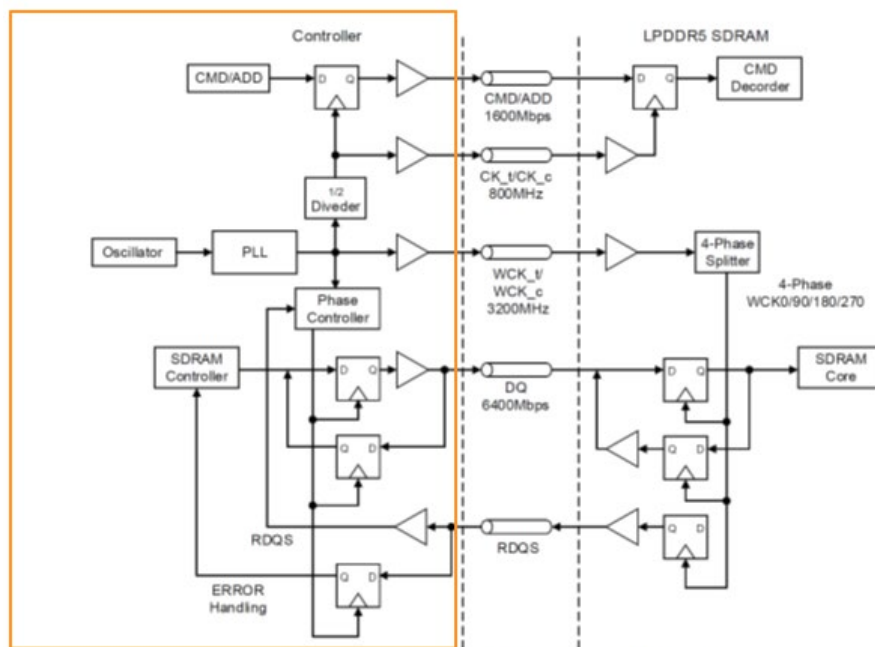 Controller
LPDDR5 SDRAM
CMD/ADD
D Q
CMD/ADD
1600Mbps
D Q
CMD
Decorder
1/2
Diveder
CK_t/CK_c
800MHz
Oscillator
PLL
WCK_t/
WCK_c
3200MHz
4-Phase
Splitter
4-Phase
WCK0/90/180/270
Phase
Controller
SDRAM
Controller
D Q
DQ
6400Mbps
D Q
SDRAM
Core
Q D
Q D
RDQS
RDQS
Q D
ERROR
Handling
Q D